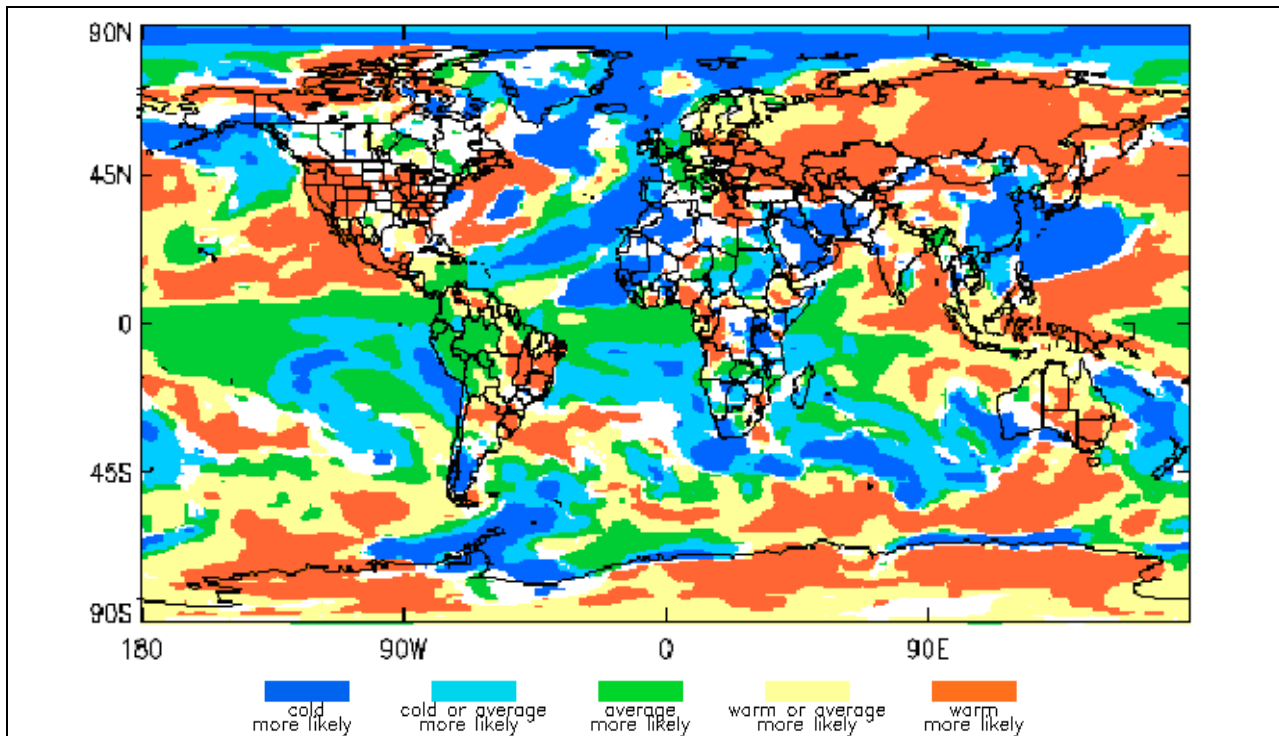 90N
45N
0
45S
90S
180 90W 0 90E
cold
more likely
cold or average
more likely
average
more likely
warm or average
more likely
warm
more likely